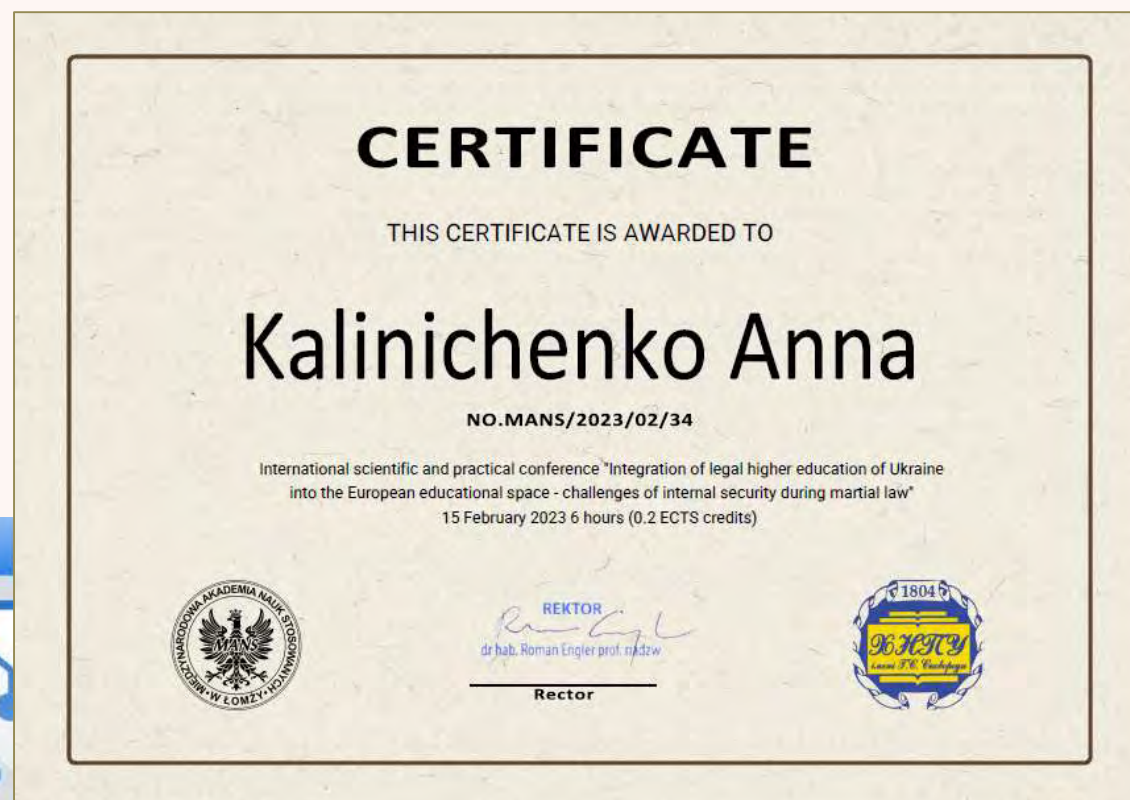 CERTIFICATE
THIS CERTIFICATE IS AWARDED TO
Kalinichenko Anna
NO.MANS/2023/02/34
International scientific and practical conference "Integration of legal higher education of Ukraine
into the European educational space - challenges of internal security during martial law"
15 February 2023 6 hours (0.2 ECTS credits)
MIĘDZYNARODOWA AKADEMIA NAUK STOSOWANYCH
W ŁOMŻY
MANS
REKTOR
dr hab. Roman Engler prof. nadzw
Rector
1804
ХНПУ
імені Г.С. Сковороди